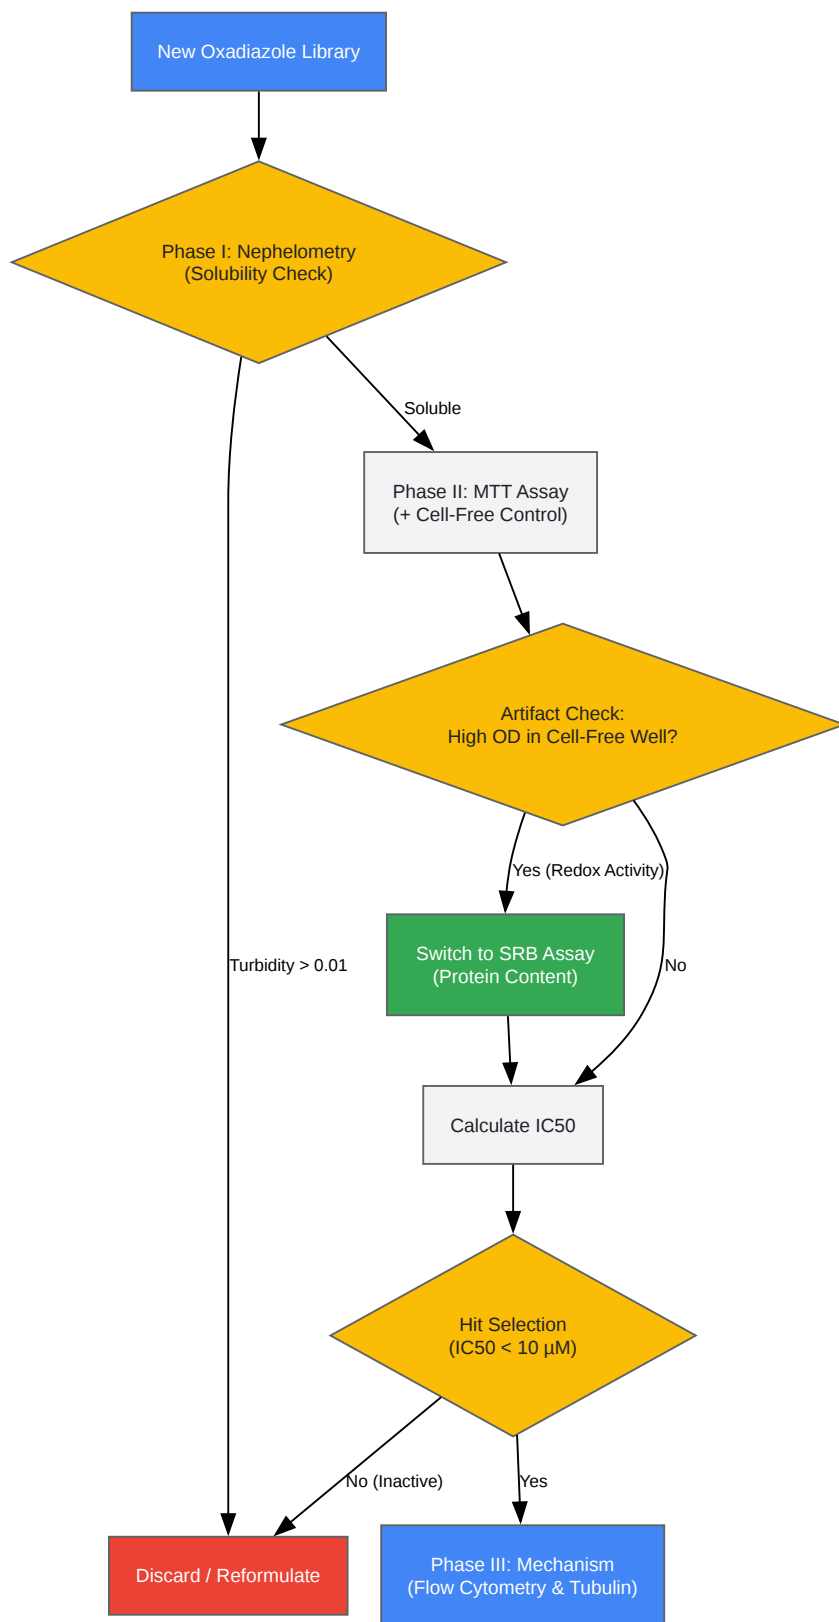 New Oxadiazole Library
Phase I: Nephelometry
(Solubility Check)
Soluble
Phase II: MTT Assay
(+ Cell-Free Control)
Artifact Check:
High OD in Cell-Free Well?
Yes (Redox Activity)
Switch to SRB Assay
(Protein Content)
Turbidity > 0.01
No
Calculate IC50
Hit Selection
(IC50 < 10 µM)
No (Inactive)
Yes
Discard / Reformulate
Phase III: Mechanism
(Flow Cytometry & Tubulin)